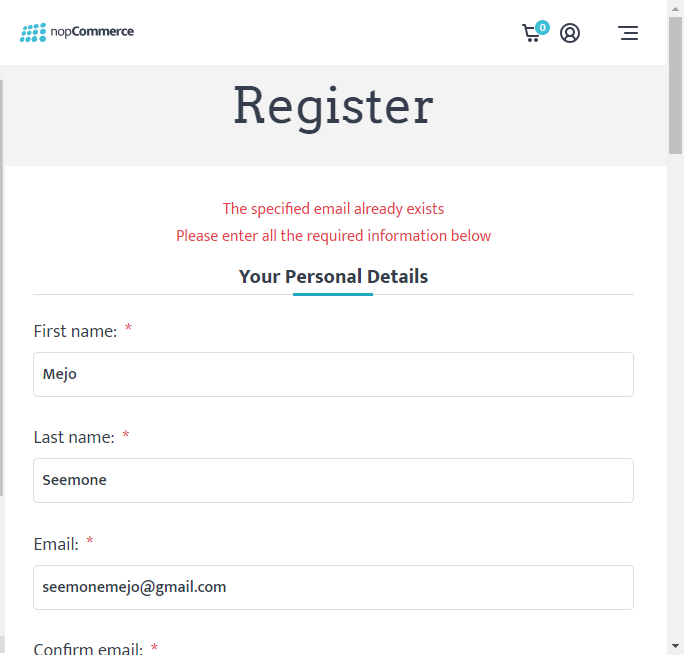 nopCommerce
0
Register
The specified email already exists
Please enter all the required information below
Your Personal Details
First name: *
Mejo
Last name: *
Seemone
Email: *
seemonemejo@gmail.com
Confirm email: *